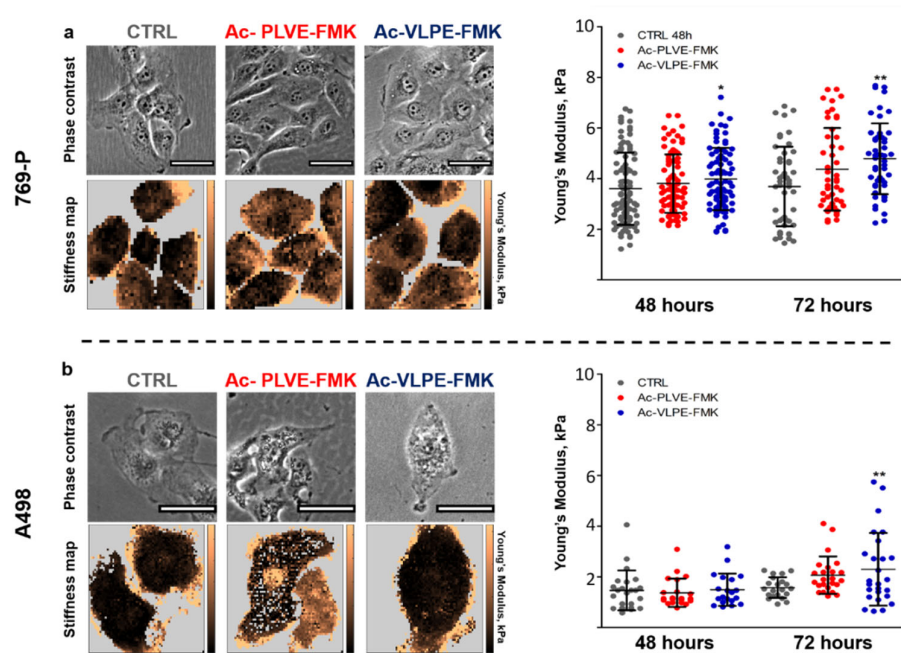 a
CTRL
Ac- PLVE-FMK
Ac-VLPE-FMK
769-P
Phase contrast
Stiffness map
Young's Modulus, kPa
Young's Modulus, kPa
10
8
6
4
2
CTRL 48h
Ac-PLVE-FMK
Ac-VLPE-FMK
*
**
48 hours
72 hours
b
CTRL
Ac- PLVE-FMK
Ac-VLPE-FMK
A498
Phase contrast
Stiffness map
Young's Modulus, kPa
Young's Modulus, kPa
10
8
6
4
2
CTRL
Ac-PLVE-FMK
Ac-VLPE-FMK
**
48 hours
72 hours